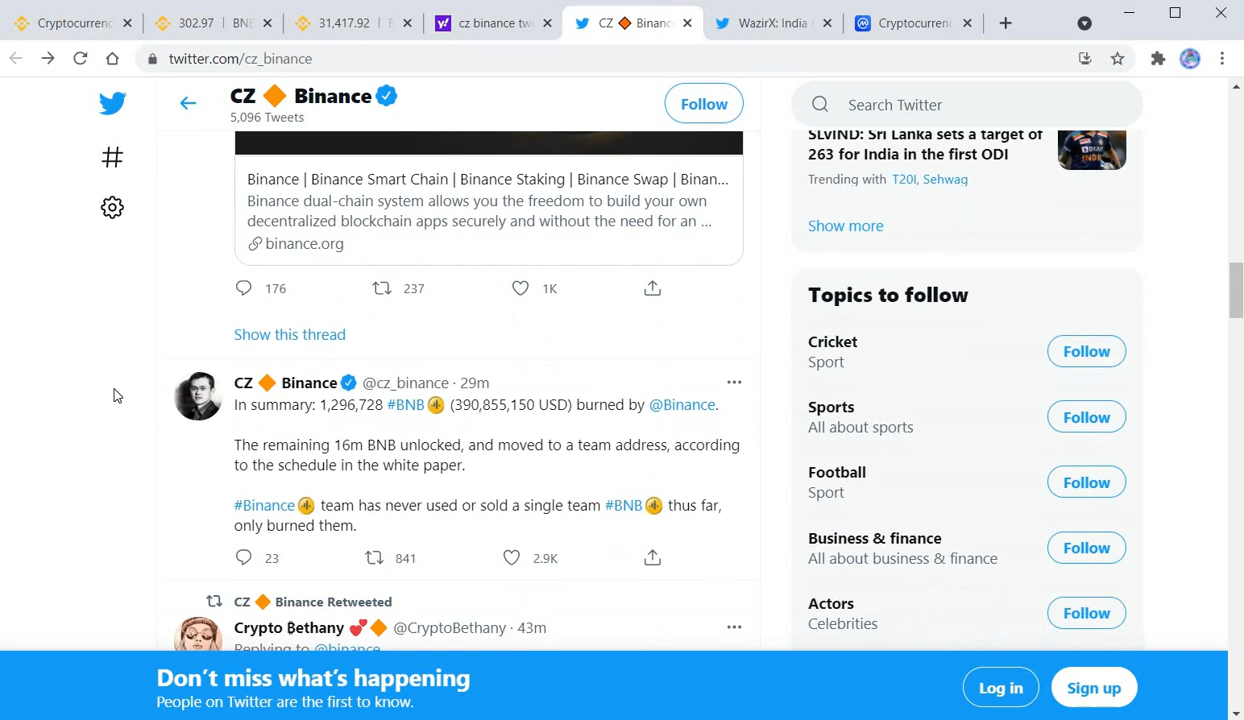 Cryptocurrenc
302.97 | BNE
31,417.92 | E
cz binance twe
CZ 🔶 Binanc
WazirX: India
Cryptocurrenc
twitter.com/cz_binance
CZ 🔶 Binance
5,096 Tweets
Follow
Search Twitter
Binance | Binance Smart Chain | Binance Staking | Binance Swap | Binan...
Binance dual-chain system allows you the freedom to build your own
decentralized blockchain apps securely and without the need for an ...
binance.org
176 237 1K
Show this thread
CZ 🔶 Binance @cz_binance · 29m
In summary: 1,296,728 #BNB (390,855,150 USD) burned by @Binance.
The remaining 16m BNB unlocked, and moved to a team address, according
to the schedule in the white paper.
#Binance team has never used or sold a single team #BNB thus far,
only burned them.
23 841 2.9K
CZ 🔶 Binance Retweeted
Crypto ₿ethany 💕🔶 @CryptoBethany · 43m
Replying to @binance
SLvIND: Sri Lanka sets a target of
263 for India in the first ODI
Trending with T20I, Sehwag
Show more
Topics to follow
Cricket
Sport
Follow
Sports
All about sports
Follow
Football
Sport
Follow
Business & finance
All about business & finance
Follow
Actors
Celebrities
Follow
Don't miss what's happening
People on Twitter are the first to know.
Log in
Sign up